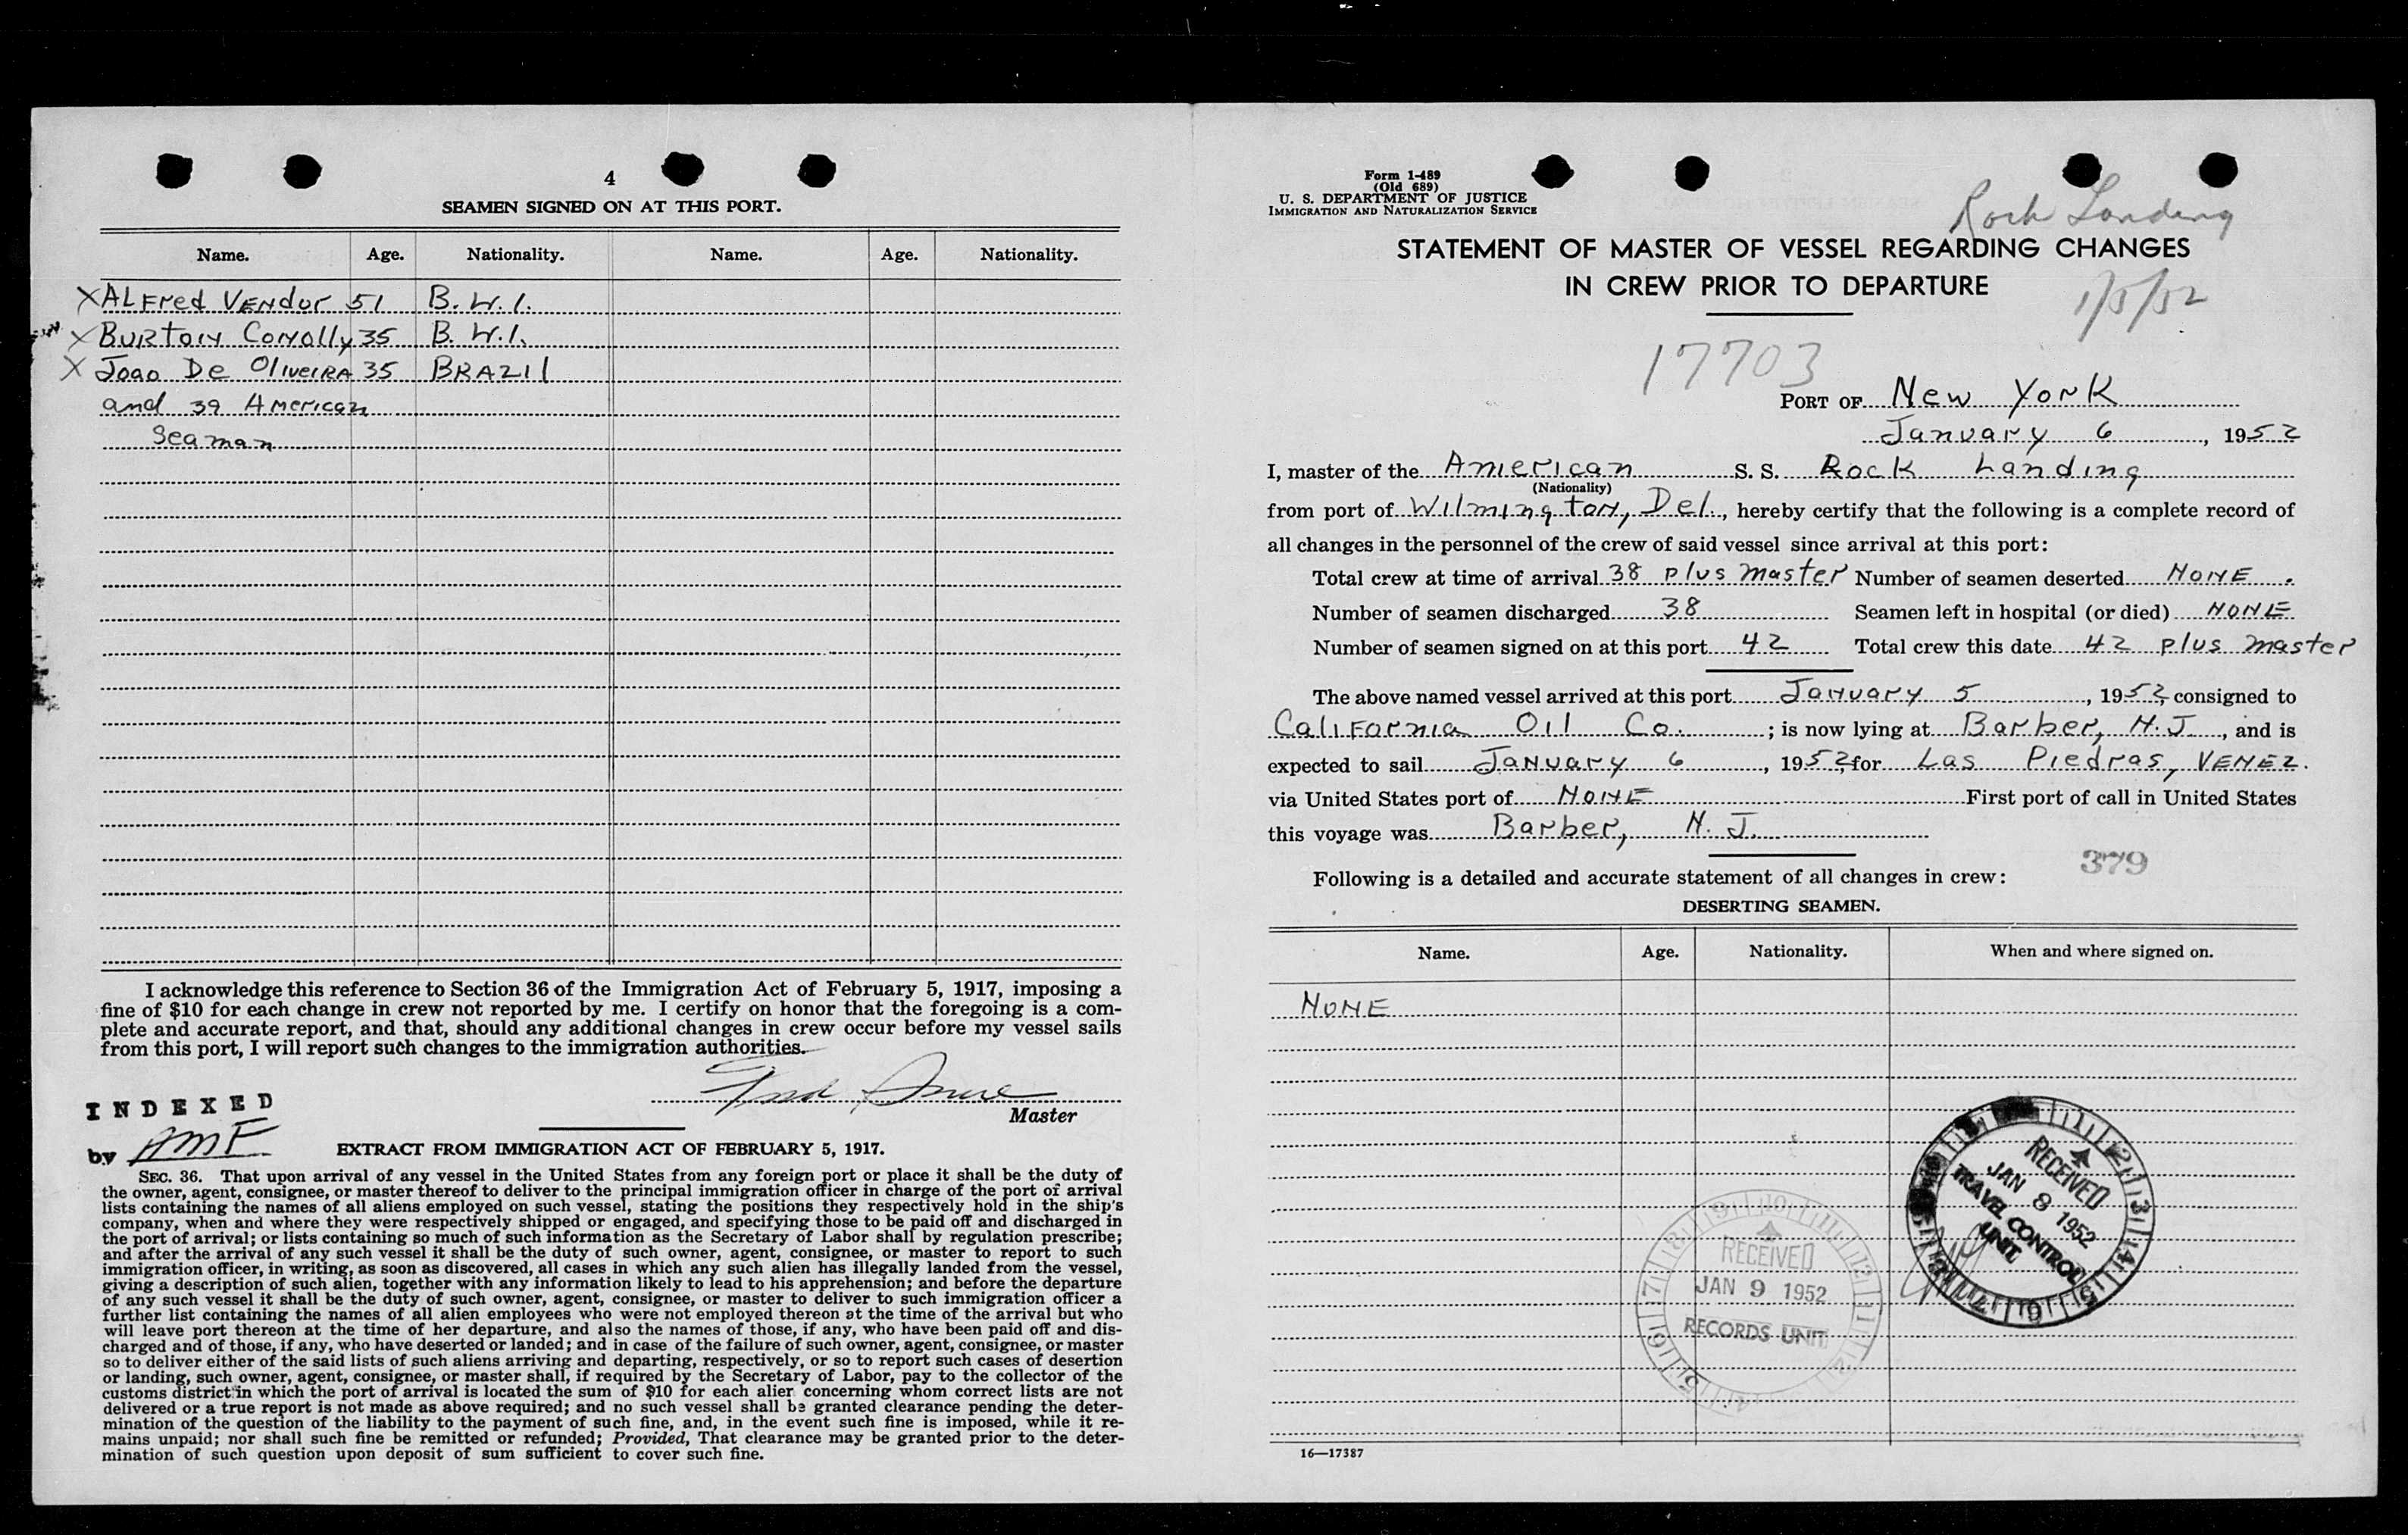 4
SEAMEN SIGNED ON AT THIS PORT.
Name. Age. Nationality. Name. Age. Nationality.
X ALFred VENdur 51 B. W. I.
X BURTON Conolly 35 B. W. I.
X Joao De OliveiRA 35 BRAZIl
and 39 American
Seaman
I acknowledge this reference to Section 36 of the Immigration Act of February 5, 1917, imposing a
fine of $10 for each change in crew not reported by me. I certify on honor that the foregoing is a com-
plete and accurate report, and that, should any additional changes in crew occur before my vessel sails
from this port, I will report such changes to the immigration authorities.
Master
INDEXED
by AMF
EXTRACT FROM IMMIGRATION ACT OF FEBRUARY 5, 1917.
SEC. 36. That upon arrival of any vessel in the United States from any foreign port or place it shall be the duty of
the owner, agent, consignee, or master thereof to deliver to the principal immigration officer in charge of the port of arrival
lists containing the names of all aliens employed on such vessel, stating the positions they respectively hold in the ship's
company, when and where they were respectively shipped or engaged, and specifying those to be paid off and discharged in
the port of arrival; or lists containing so much of such information as the Secretary of Labor shall by regulation prescribe;
and after the arrival of any such vessel it shall be the duty of such owner, agent, consignee, or master to report to such
immigration officer, in writing, as soon as discovered, all cases in which any such alien has illegally landed from the vessel,
giving a description of such alien, together with any information likely to lead to his apprehension; and before the departure
of any such vessel it shall be the duty of such owner, agent, consignee, or master to deliver to such immigration officer a
further list containing the names of all alien employees who were not employed thereon at the time of the arrival but who
will leave port thereon at the time of her departure, and also the names of those, if any, who have been paid off and dis-
charged and of those, if any, who have deserted or landed; and in case of the failure of such owner, agent, consignee, or master
so to deliver either of the said lists of such aliens arriving and departing, respectively, or so to report such cases of desertion
or landing, such owner, agent, consignee, or master shall, if required by the Secretary of Labor, pay to the collector of the
customs district in which the port of arrival is located the sum of $10 for each alien concerning whom correct lists are not
delivered or a true report is not made as above required; and no such vessel shall be granted clearance pending the deter-
mination of the question of the liability to the payment of such fine, and, in the event such fine is imposed, while it re-
mains unpaid; nor shall such fine be remitted or refunded; Provided, That clearance may be granted prior to the deter-
mination of such question upon deposit of sum sufficient to cover such fine.
Form 1-489
(Old 689)
U. S. DEPARTMENT OF JUSTICE
IMMIGRATION AND NATURALIZATION SERVICE
Rock Landing
STATEMENT OF MASTER OF VESSEL REGARDING CHANGES
IN CREW PRIOR TO DEPARTURE
1/5/52
17703
PORT OF New York
January 6, 1952
I, master of the American S. S. Rock Landing
(Nationality)
from port of Wilmington, Del., hereby certify that the following is a complete record of
all changes in the personnel of the crew of said vessel since arrival at this port:
Total crew at time of arrival 38 plus master Number of seamen deserted NONE.
Number of seamen discharged 38 Seamen left in hospital (or died) NONE
Number of seamen signed on at this port 42 Total crew this date 42 plus master
The above named vessel arrived at this port January 5, 1952, consigned to
California Oil Co.; is now lying at Barber, N. J., and is
expected to sail January 6, 1952, for Las Piedras, VENEZ.
via United States port of NONE First port of call in United States
this voyage was Barber, N. J.
379
Following is a detailed and accurate statement of all changes in crew:
DESERTING SEAMEN.
Name. Age. Nationality. When and where signed on.
NONE
RECEIVED
JAN 8 1952
TRAVEL CONTROL
UNIT
RECEIVED
JAN 9 1952
RECORDS UNIT
16—17387